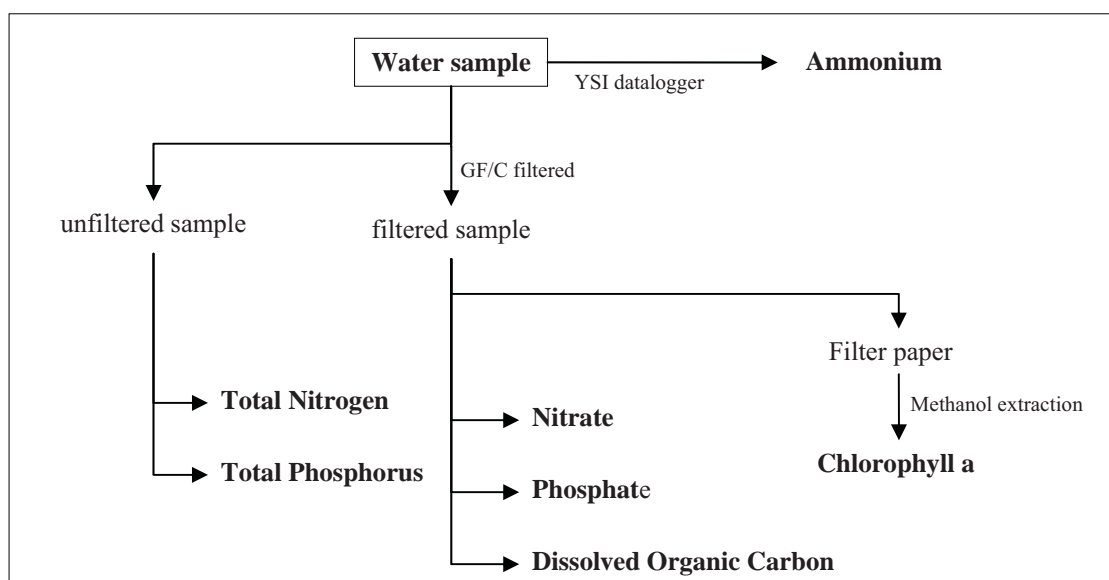 Water sample
Ammonium
YSI datalogger
GF/C filtered
unfiltered sample
filtered sample
Filter paper
Total Nitrogen
Nitrate
Methanol extraction
Total Phosphorus
Chlorophyll a
Phosphate
Dissolved Organic Carbon